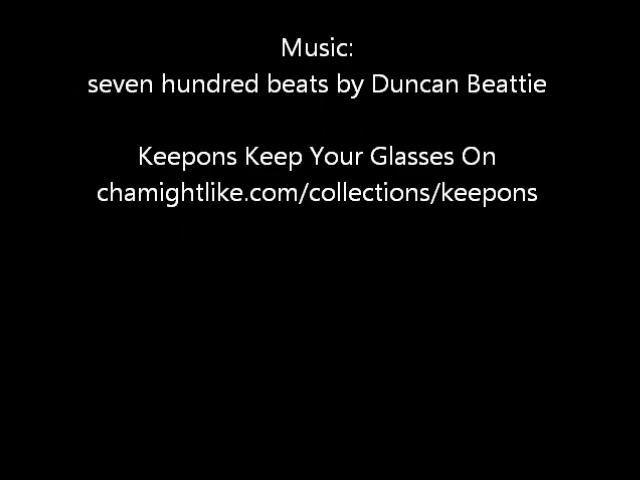 Music:
seven hundred beats by Duncan Beattie
Keepons Keep Your Glasses On
chamightlike.com/collections/keepons